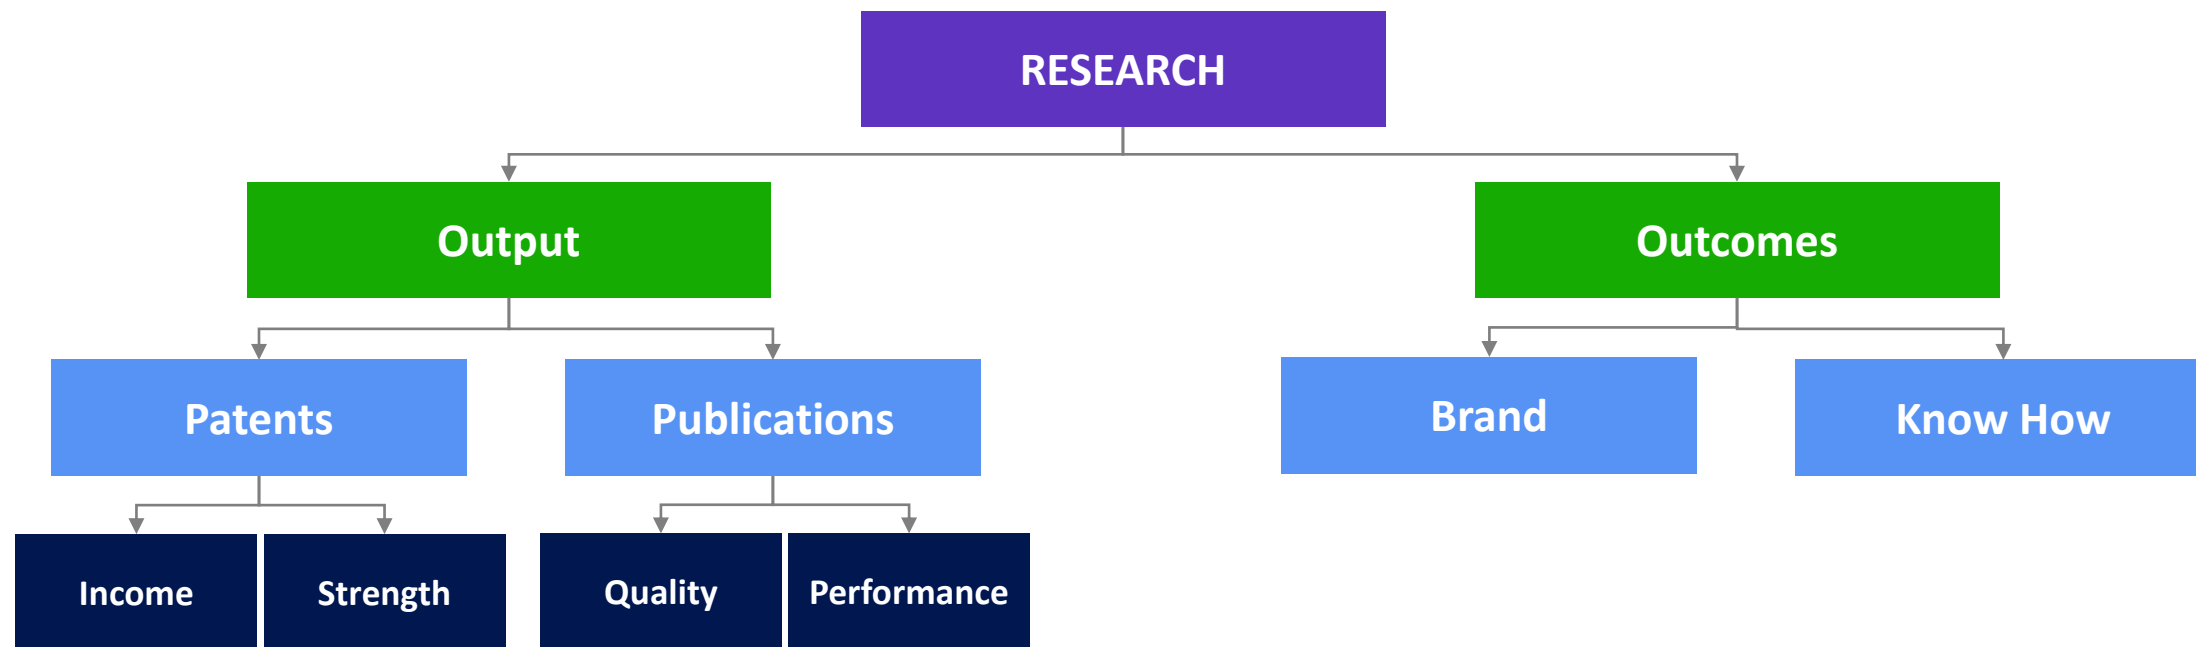 RESEARCH
Output
Outcomes
Patents
Publications
Brand
Know How
Income
Strength
Quality
Performance